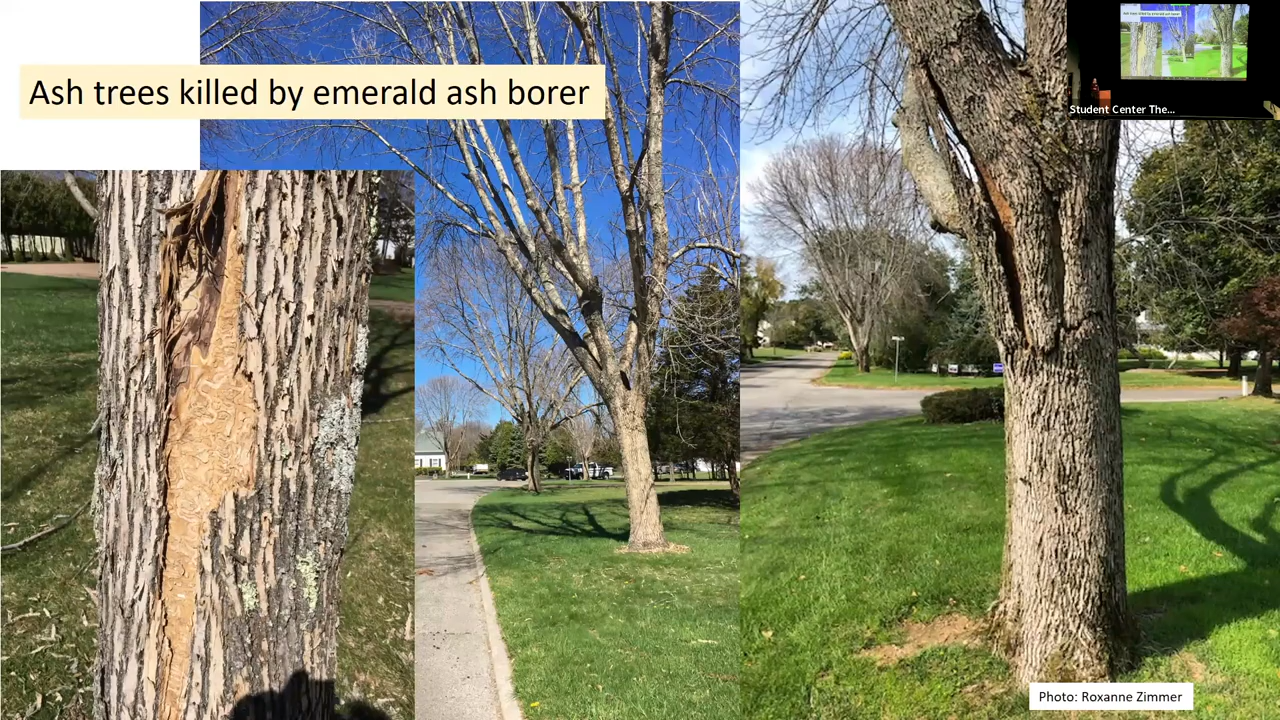 Ash trees killed by emerald ash borer
Student Center The...
Photo: Roxanne Zimmer